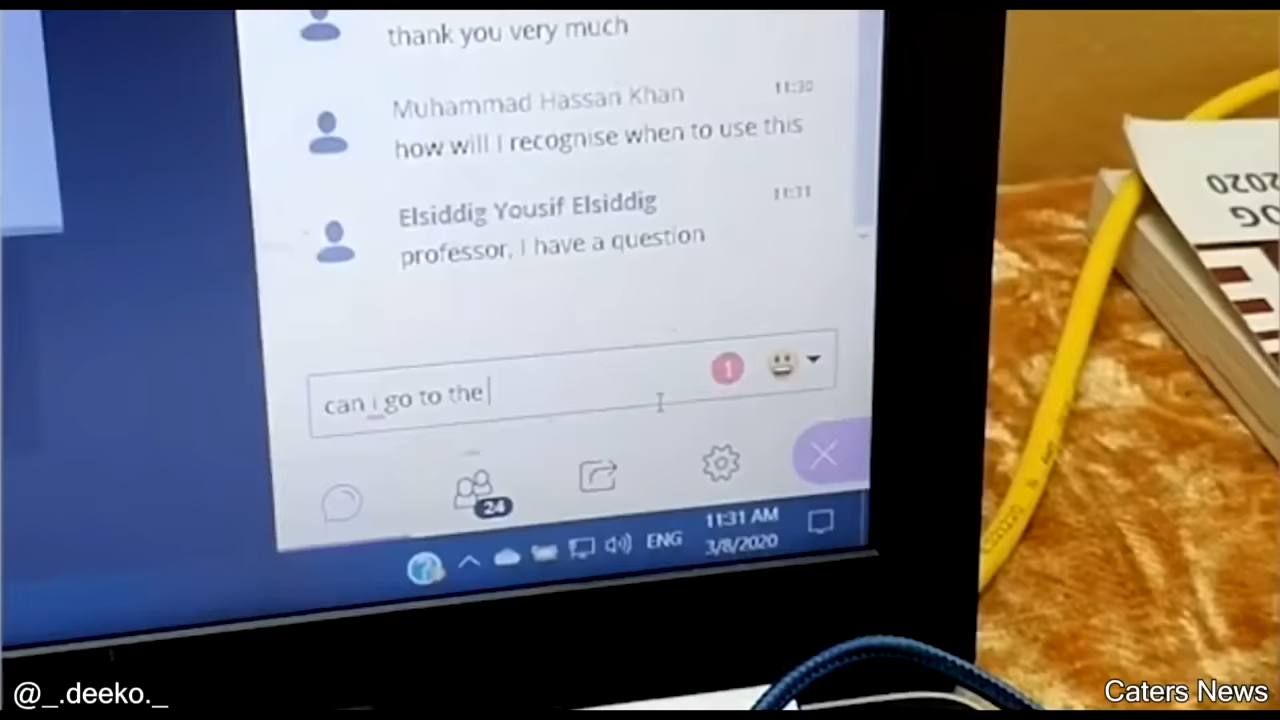 thank you very much
Muhammad Hassan Khan
11:30
how will I recognise when to use this
Elsiddig Yousif Elsiddig
11:31
professor, I have a question
can i go to the
1
24
ENG
11:31 AM
3/8/2020
2020
OG
@_.deeko._
Caters News